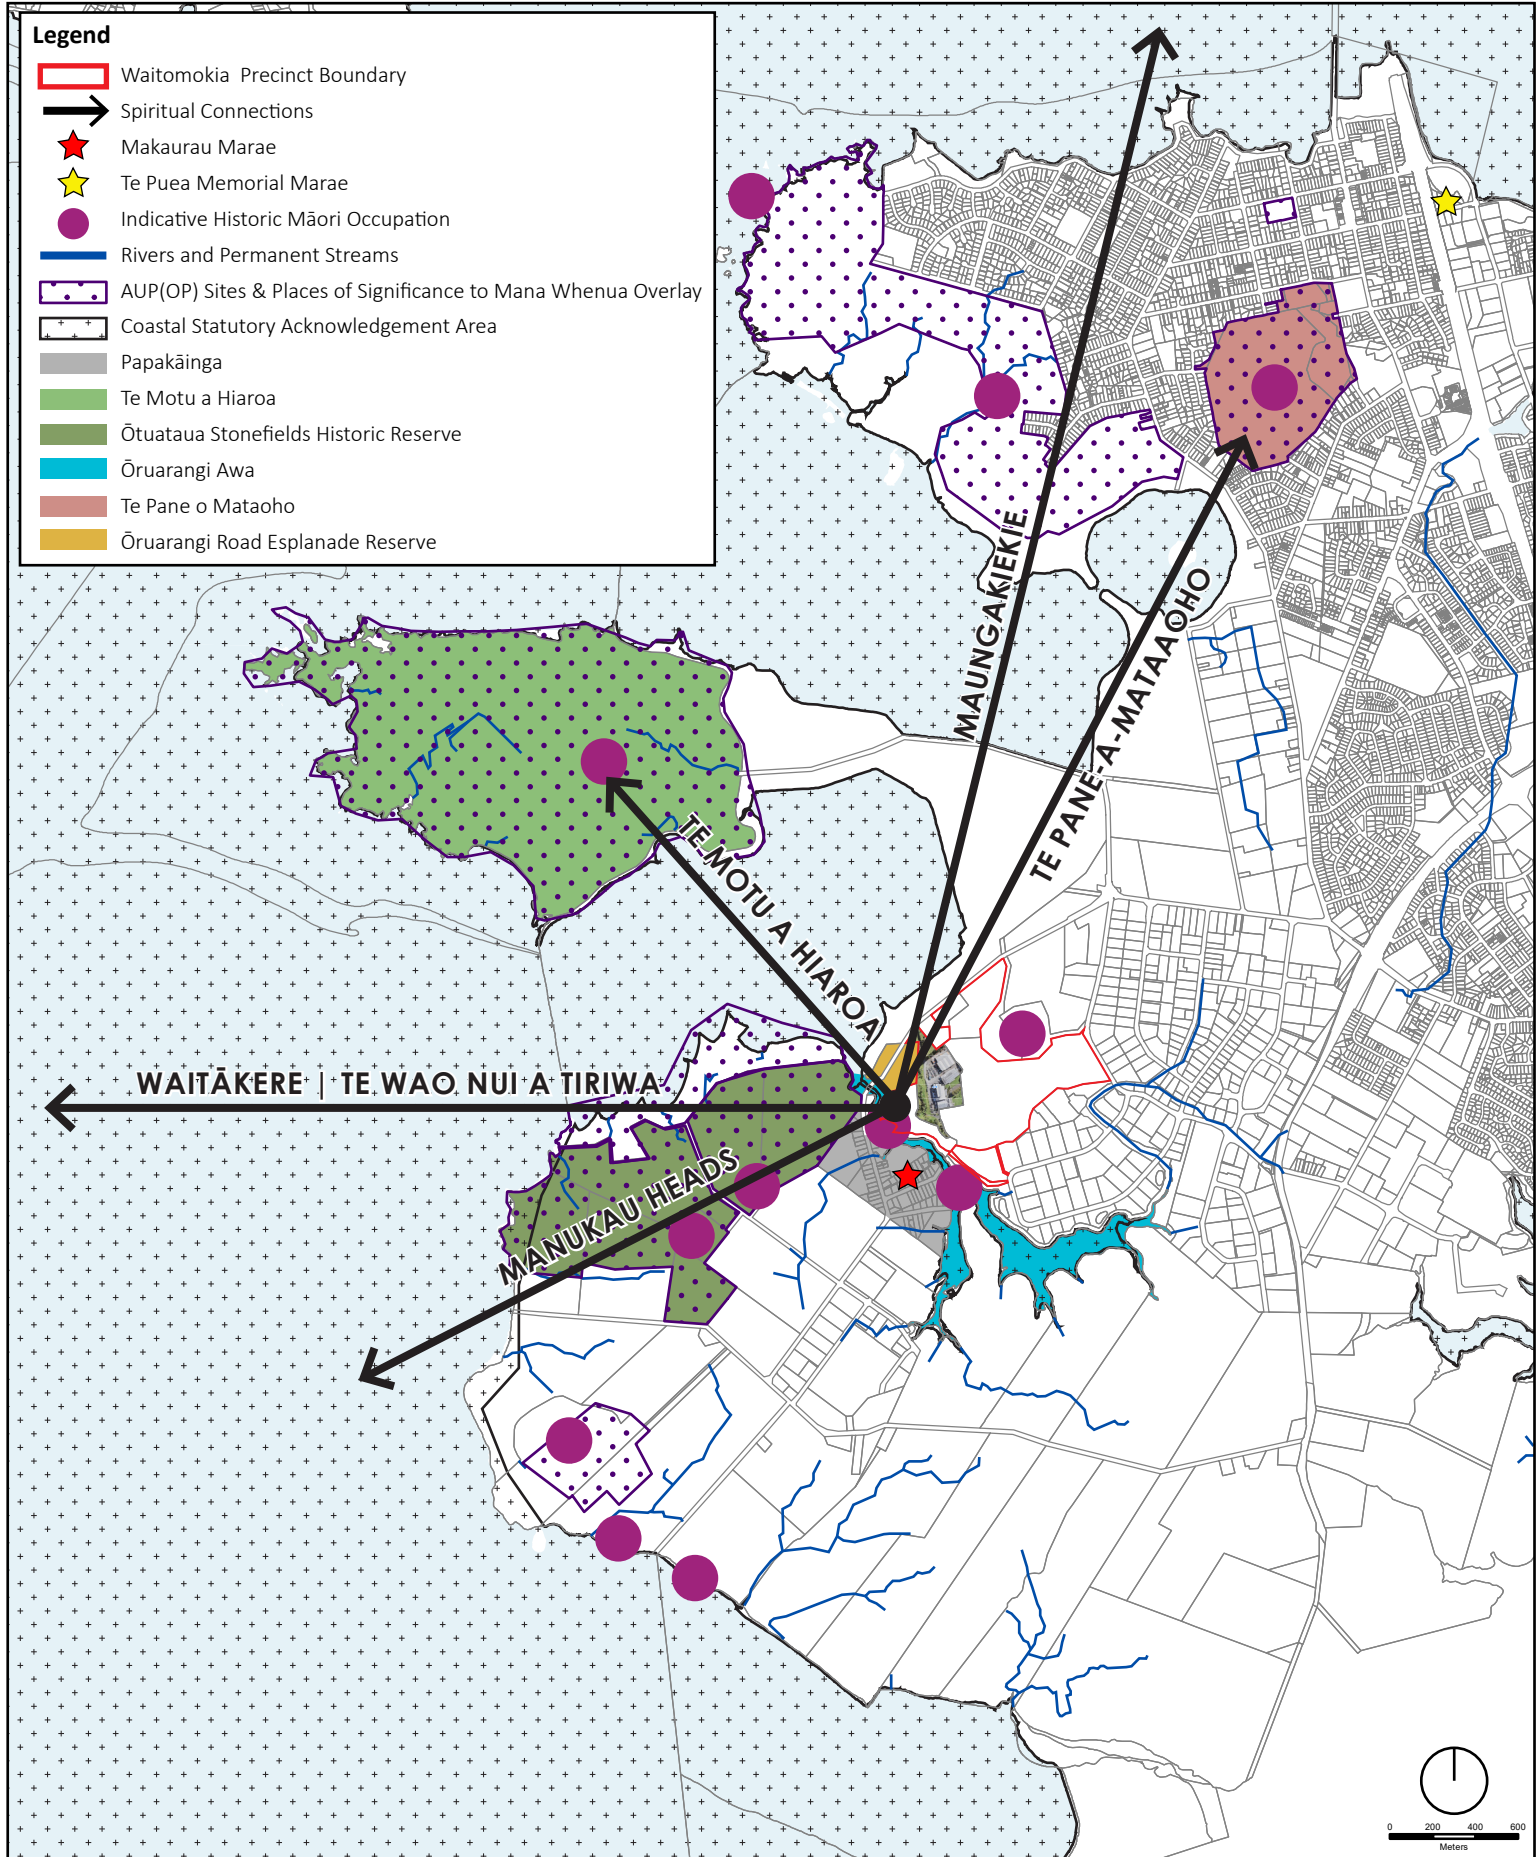 Legend
Waitomokia Precinct Boundary
Spiritual Connections
Makaurau Marae
Te Puea Memorial Marae
Indicative Historic Māori Occupation
Rivers and Permanent Streams
AUP(OP) Sites & Places of Significance to Mana Whenua Overlay
Coastal Statutory Acknowledgement Area
Papakāinga
Te Motu a Hiaroa
Ōtuataua Stonefields Historic Reserve
Ōruarangi Awa
Te Pane o Mataoho
Ōruarangi Road Esplanade Reserve
MAUNGAKIEKIE
TE PANE-A-MATAAOHO
TE MOTU A HIAROA
WAITĀKERE | TE WAO NUI A TIRIWA
MANUKAU HEADS
0 200 400 600
Meters